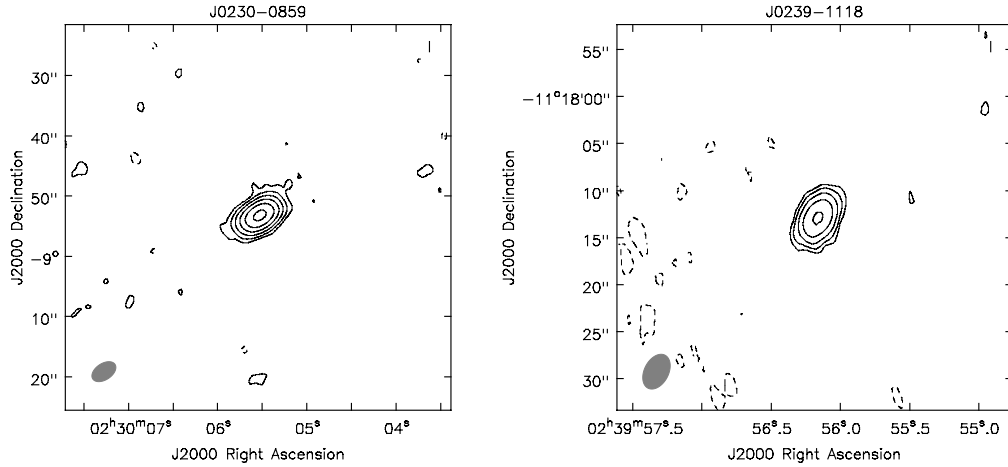 J0230-0859
J2000 Declination
30"
40"
50"
-9°
10"
20"
02ʰ30ᵐ07ˢ 06ˢ 05ˢ 04ˢ
J2000 Right Ascension
J0239-1118
J2000 Declination
55"
-11°18'00"
05"
10"
15"
20"
25"
30"
02ʰ39ᵐ57ˢ.5 56ˢ.5 56ˢ.0 55ˢ.5 55ˢ.0
J2000 Right Ascension